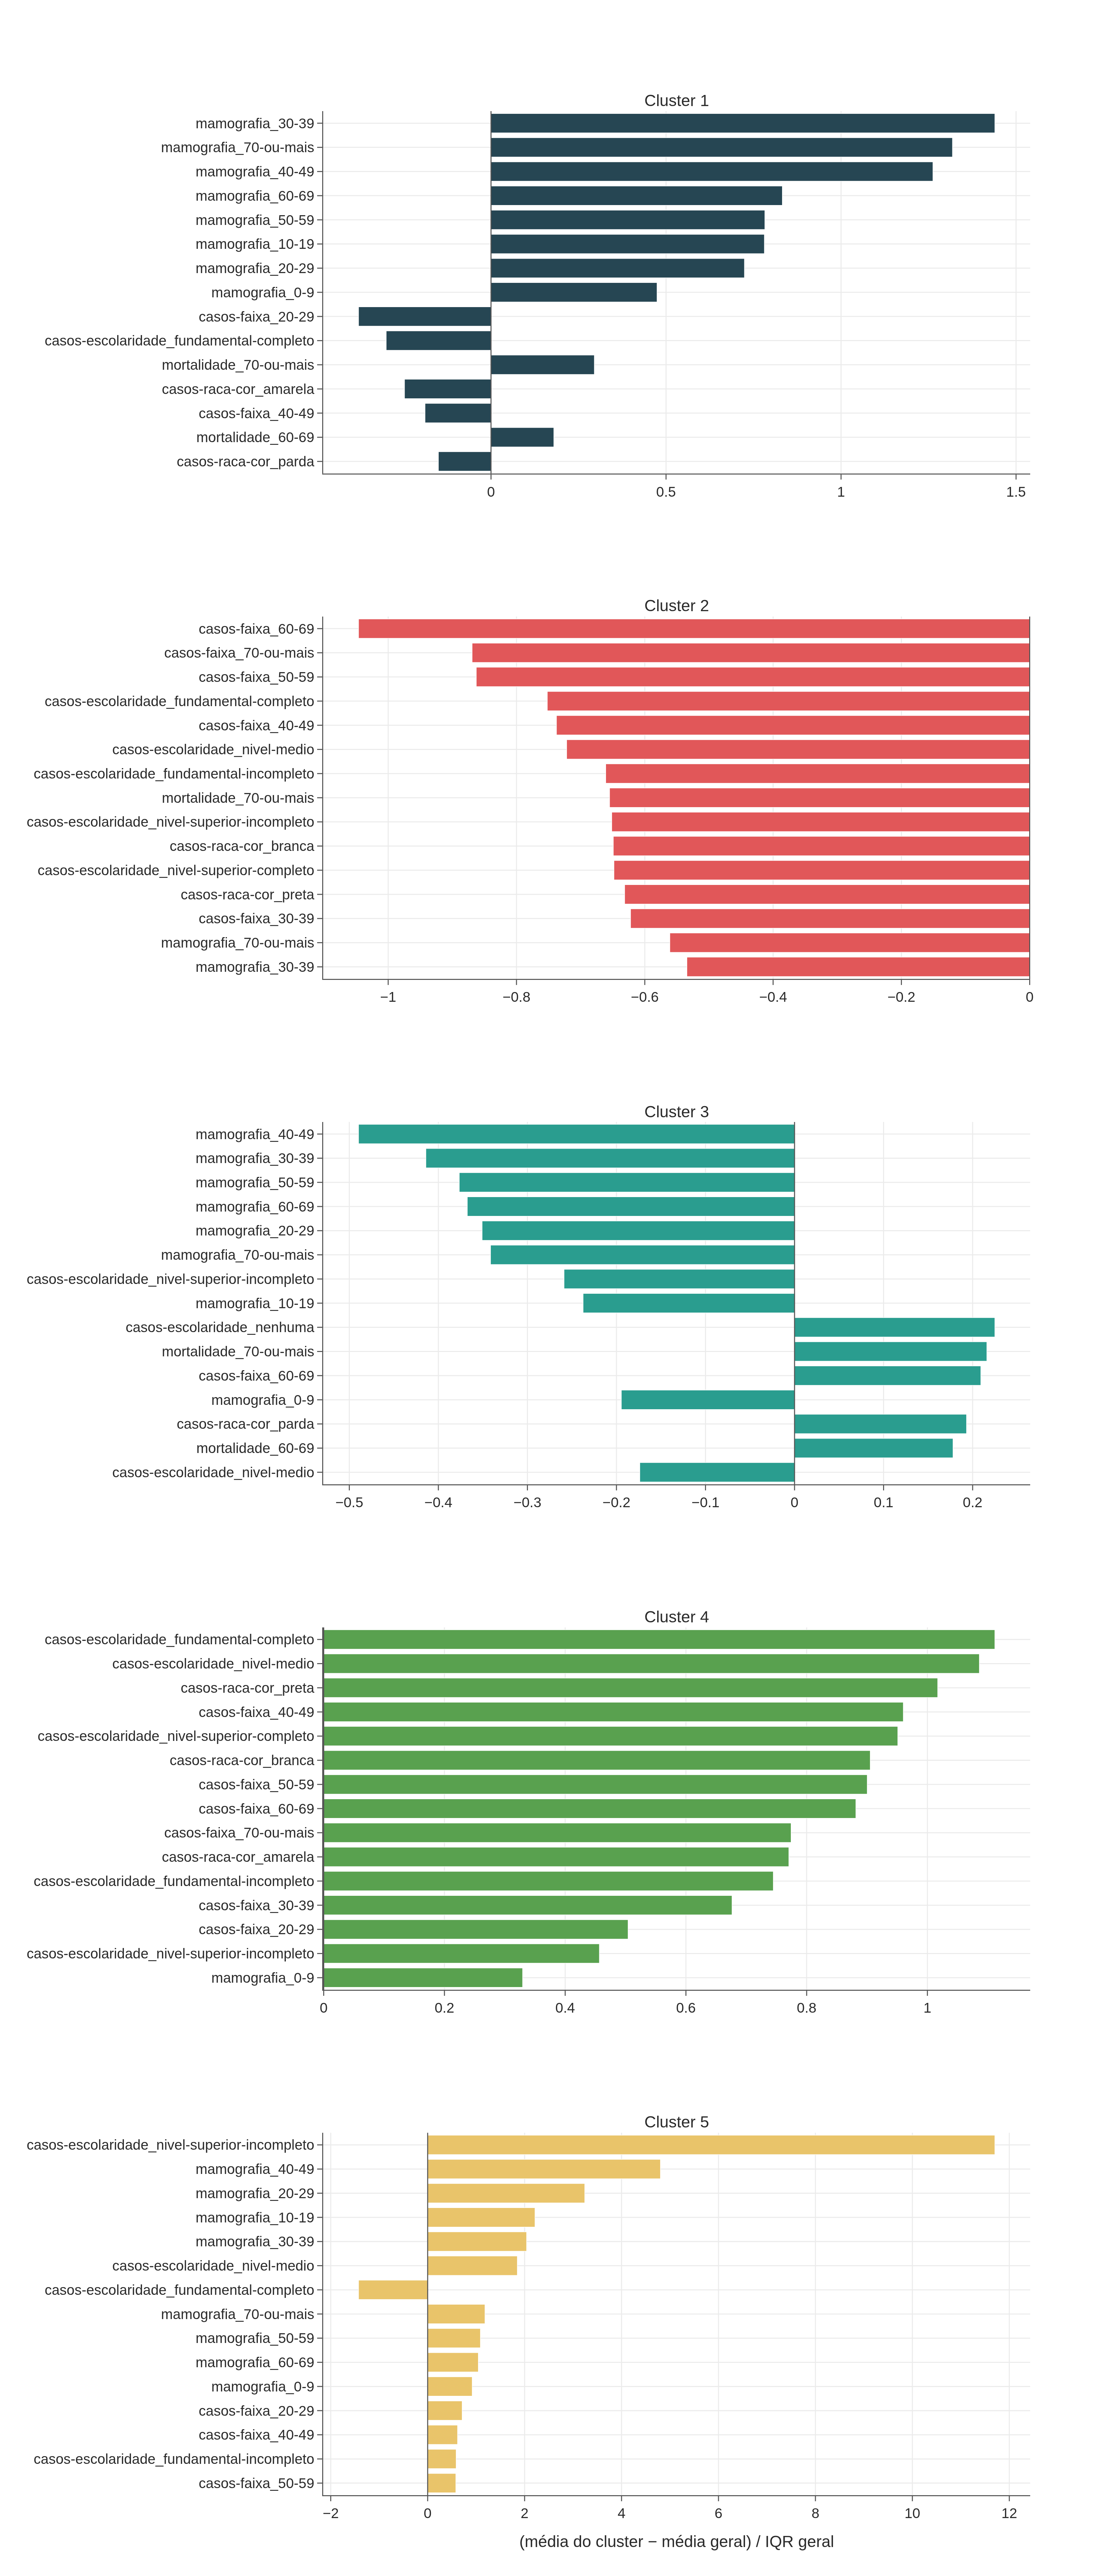 Cluster 1
mamografia_30-39
mamografia_70-ou-mais
mamografia_40-49
mamografia_60-69
mamografia_50-59
mamografia_10-19
mamografia_20-29
mamografia_0-9
casos-faixa_20-29
casos-escolaridade_fundamental-completo
mortalidade_70-ou-mais
casos-raca-cor_amarela
casos-faixa_40-49
mortalidade_60-69
casos-raca-cor_parda
0 0.5 1 1.5
Cluster 2
casos-faixa_60-69
casos-faixa_70-ou-mais
casos-faixa_50-59
casos-escolaridade_fundamental-completo
casos-faixa_40-49
casos-escolaridade_nivel-medio
casos-escolaridade_fundamental-incompleto
mortalidade_70-ou-mais
casos-escolaridade_nivel-superior-incompleto
casos-raca-cor_branca
casos-escolaridade_nivel-superior-completo
casos-raca-cor_preta
casos-faixa_30-39
mamografia_70-ou-mais
mamografia_30-39
−1 −0.8 −0.6 −0.4 −0.2 0
Cluster 3
mamografia_40-49
mamografia_30-39
mamografia_50-59
mamografia_60-69
mamografia_20-29
mamografia_70-ou-mais
casos-escolaridade_nivel-superior-incompleto
mamografia_10-19
casos-escolaridade_nenhuma
mortalidade_70-ou-mais
casos-faixa_60-69
mamografia_0-9
casos-raca-cor_parda
mortalidade_60-69
casos-escolaridade_nivel-medio
−0.5 −0.4 −0.3 −0.2 −0.1 0 0.1 0.2
Cluster 4
casos-escolaridade_fundamental-completo
casos-escolaridade_nivel-medio
casos-raca-cor_preta
casos-faixa_40-49
casos-escolaridade_nivel-superior-completo
casos-raca-cor_branca
casos-faixa_50-59
casos-faixa_60-69
casos-faixa_70-ou-mais
casos-raca-cor_amarela
casos-escolaridade_fundamental-incompleto
casos-faixa_30-39
casos-faixa_20-29
casos-escolaridade_nivel-superior-incompleto
mamografia_0-9
0 0.2 0.4 0.6 0.8 1
Cluster 5
casos-escolaridade_nivel-superior-incompleto
mamografia_40-49
mamografia_20-29
mamografia_10-19
mamografia_30-39
casos-escolaridade_nivel-medio
casos-escolaridade_fundamental-completo
mamografia_70-ou-mais
mamografia_50-59
mamografia_60-69
mamografia_0-9
casos-faixa_20-29
casos-faixa_40-49
casos-escolaridade_fundamental-incompleto
casos-faixa_50-59
−2 0 2 4 6 8 10 12
(média do cluster − média geral) / IQR geral